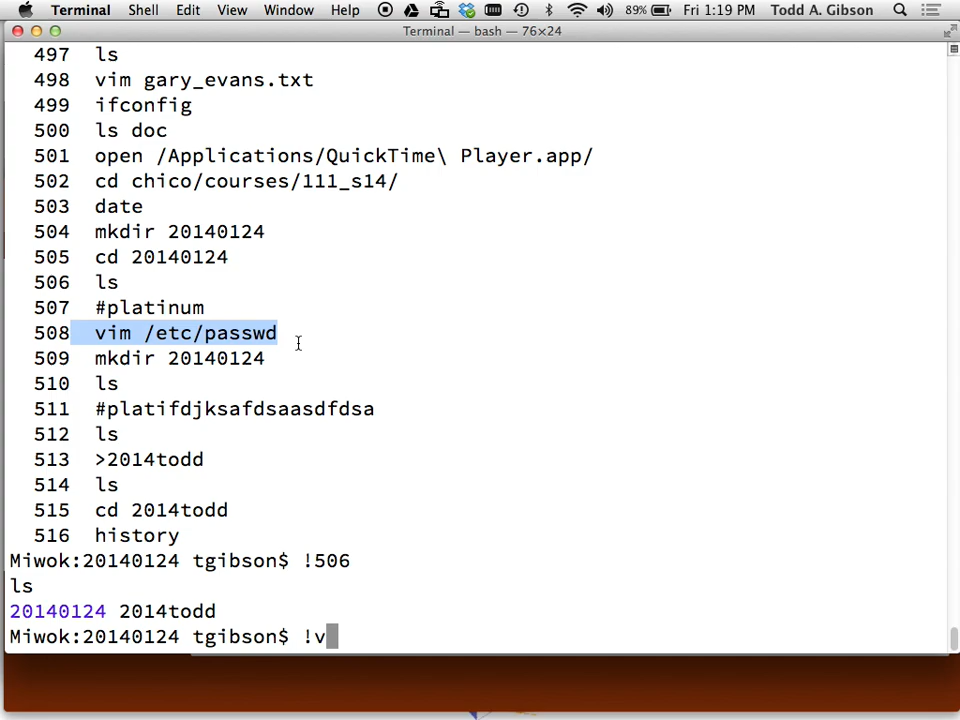 Terminal Shell Edit View Window Help 89% Fri 1:19 PM Todd A. Gibson
Terminal — bash — 76×24
497 ls
498 vim gary_evans.txt
499 ifconfig
500 ls doc
501 open /Applications/QuickTime\ Player.app/
502 cd chico/courses/111_s14/
503 date
504 mkdir 20140124
505 cd 20140124
506 ls
507 #platinum
508 vim /etc/passwd
509 mkdir 20140124
510 ls
511 #platifdjksafdsaasdfdsa
512 ls
513 >2014todd
514 ls
515 cd 2014todd
516 history
Miwok:20140124 tgibson$ !506
ls
20140124 2014todd
Miwok:20140124 tgibson$ !v